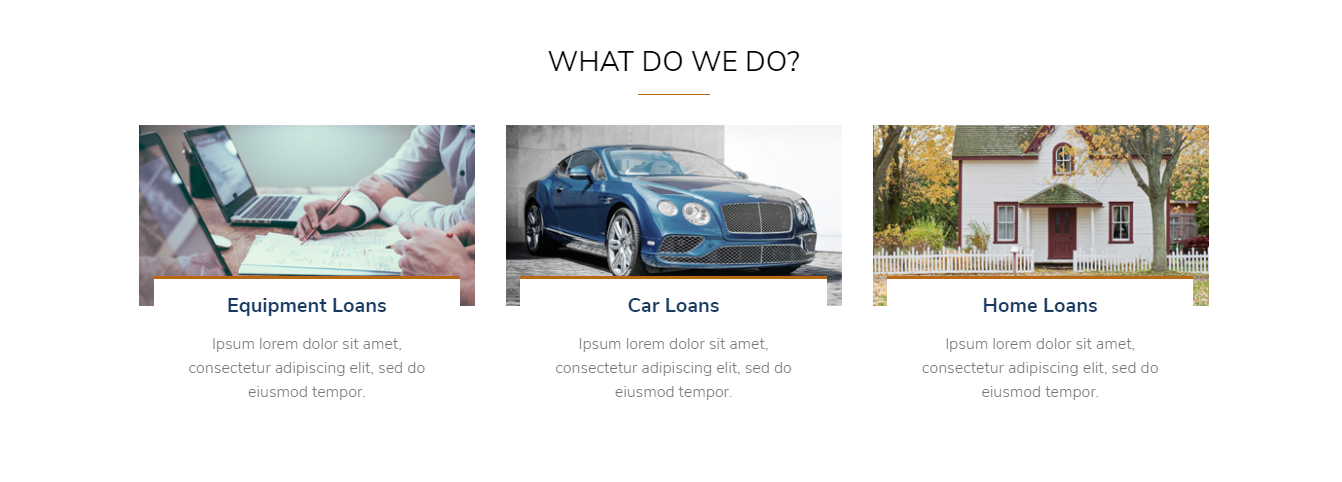 WHAT DO WE DO?
Equipment Loans
Ipsum lorem dolor sit amet,
consectetur adipiscing elit, sed do
eiusmod tempor.
Car Loans
Ipsum lorem dolor sit amet,
consectetur adipiscing elit, sed do
eiusmod tempor.
Home Loans
Ipsum lorem dolor sit amet,
consectetur adipiscing elit, sed do
eiusmod tempor.